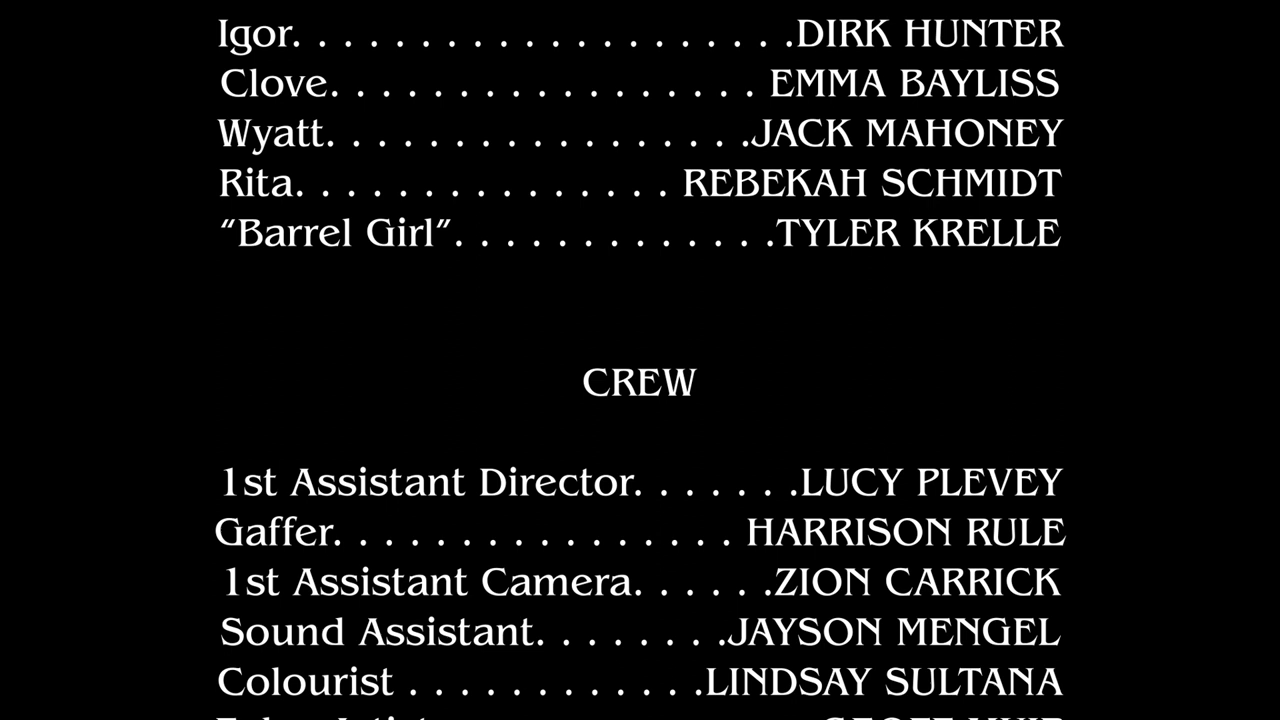 Igor. . . . . . . . . . . . . . . . . . . .DIRK HUNTER
Clove. . . . . . . . . . . . . . . . . EMMA BAYLISS
Wyatt. . . . . . . . . . . . . . . . .JACK MAHONEY
Rita. . . . . . . . . . . . . . . REBEKAH SCHMIDT
“Barrel Girl”. . . . . . . . . . . . .TYLER KRELLE
CREW
1st Assistant Director. . . . . . .LUCY PLEVEY
Gaffer. . . . . . . . . . . . . . . . HARRISON RULE
1st Assistant Camera. . . . . .ZION CARRICK
Sound Assistant. . . . . . . .JAYSON MENGEL
Colourist . . . . . . . . . . . .LINDSAY SULTANA